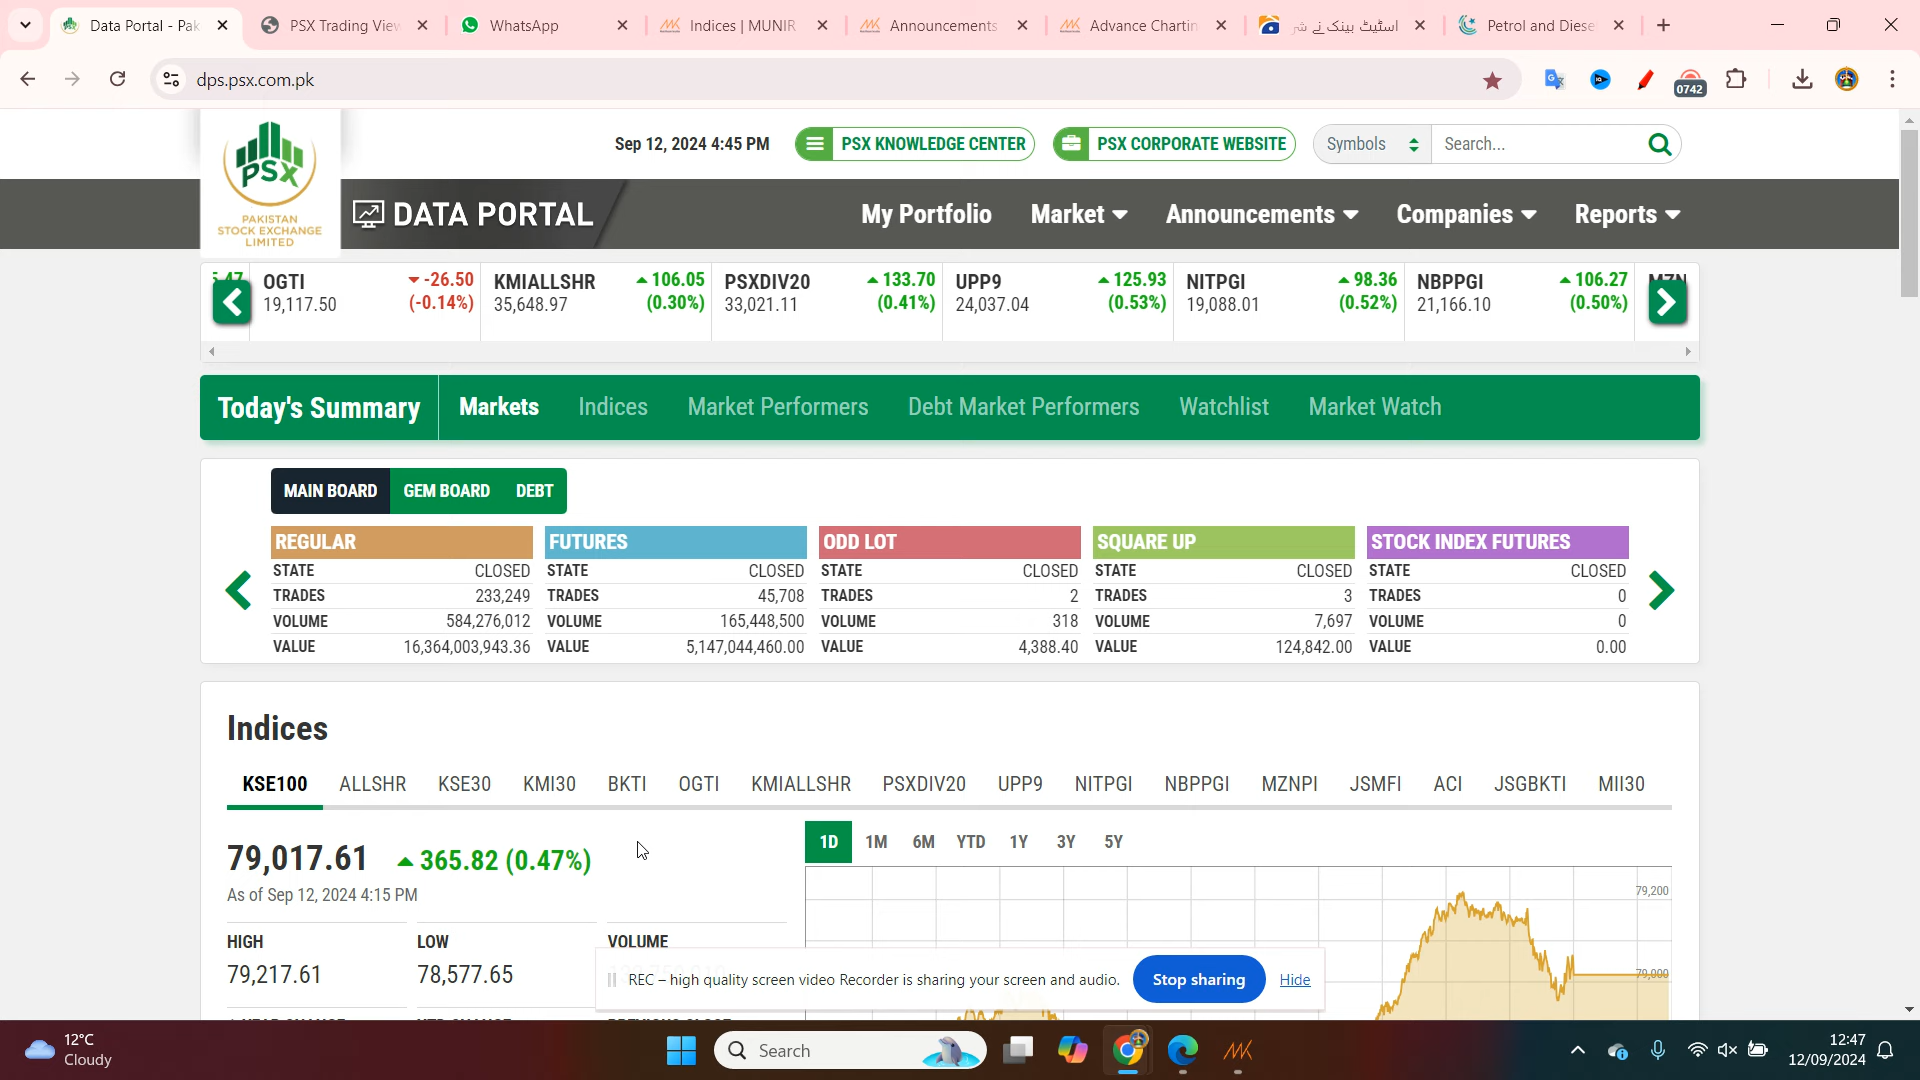 Data Portal - Pak
PSX Trading View
WhatsApp
Indices | MUNIR
Announcements
Advance Chartin
اسٹیٹ بینک نے شر
Petrol and Diese
dps.psx.com.pk
0742
PSX
PAKISTAN
STOCK EXCHANGE
LIMITED
Sep 12, 2024 4:45 PM
PSX KNOWLEDGE CENTER
PSX CORPORATE WEBSITE
Symbols
Search...
DATA PORTAL
My Portfolio
Market
Announcements
Companies
Reports
OGTI -26.50
19,117.50 (-0.14%)
KMIALLSHR 106.05
35,648.97 (0.30%)
PSXDIV20 133.70
33,021.11 (0.41%)
UPP9 125.93
24,037.04 (0.53%)
NITPGI 98.36
19,088.01 (0.52%)
NBPPGI 106.27
21,166.10 (0.50%)
Today's Summary
Markets
Indices
Market Performers
Debt Market Performers
Watchlist
Market Watch
MAIN BOARD
GEM BOARD
DEBT
REGULAR
STATE CLOSED
TRADES 233,249
VOLUME 584,276,012
VALUE 16,364,003,943.36
FUTURES
STATE CLOSED
TRADES 45,708
VOLUME 165,448,500
VALUE 5,147,044,460.00
ODD LOT
STATE CLOSED
TRADES 2
VOLUME 318
VALUE 4,388.40
SQUARE UP
STATE CLOSED
TRADES 3
VOLUME 7,697
VALUE 124,842.00
STOCK INDEX FUTURES
STATE CLOSED
TRADES 0
VOLUME 0
VALUE 0.00
Indices
KSE100 ALLSHR KSE30 KMI30 BKTI OGTI KMIALLSHR PSXDIV20 UPP9 NITPGI NBPPGI MZNPI JSMFI ACI JSGBKTI MII30
79,017.61 365.82 (0.47%)
As of Sep 12, 2024 4:15 PM
1D 1M 6M YTD 1Y 3Y 5Y
79,200
79,000
HIGH
79,217.61
LOW
78,577.65
VOLUME
REC – high quality screen video Recorder is sharing your screen and audio.
Stop sharing
Hide
12°C
Cloudy
Search
12:47
12/09/2024